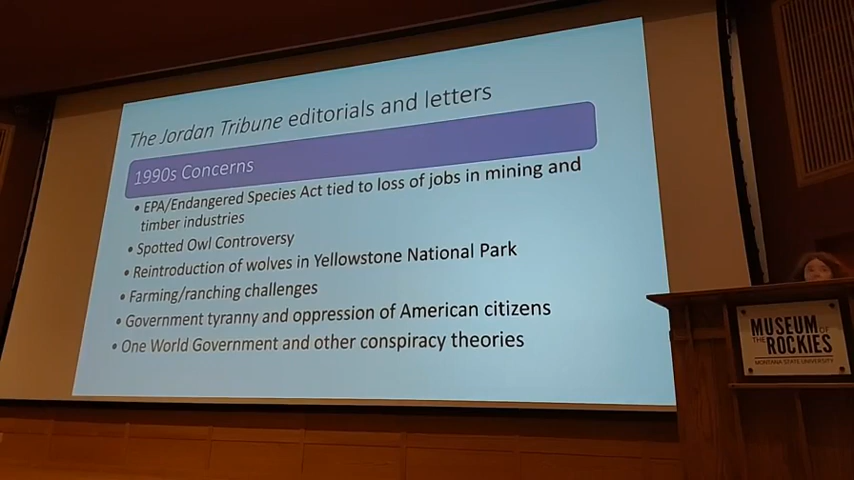 The Jordan Tribune editorials and letters
1990s Concerns
• EPA/Endangered Species Act tied to loss of jobs in mining and
timber industries
• Spotted Owl Controversy
• Reintroduction of wolves in Yellowstone National Park
• Farming/ranching challenges
• Government tyranny and oppression of American citizens
• One World Government and other conspiracy theories
MUSEUM OF
THE ROCKIES
MONTANA STATE UNIVERSITY